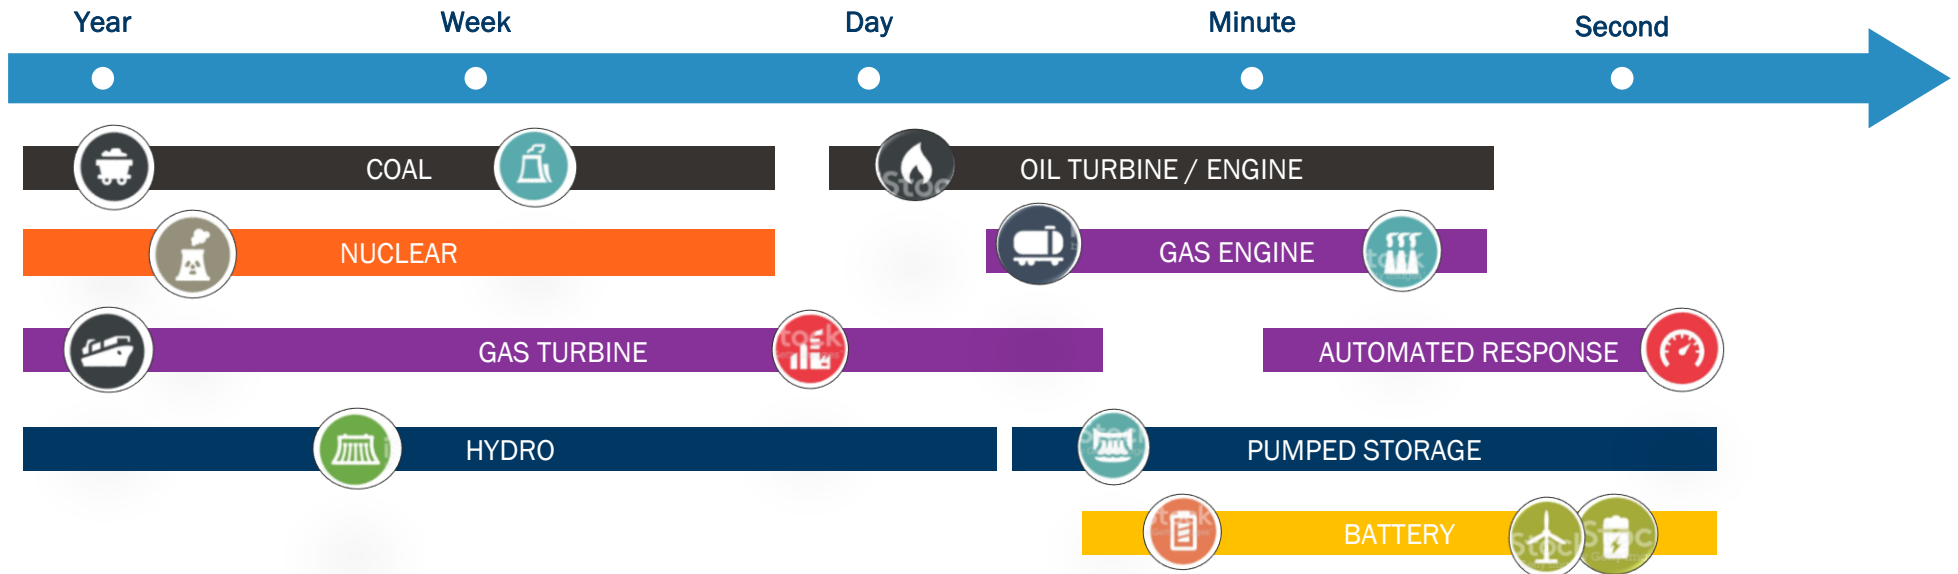 Year
Week
Day
Minute
Second
COAL
OIL TURBINE / ENGINE
NUCLEAR
GAS ENGINE
GAS TURBINE
AUTOMATED RESPONSE
HYDRO
PUMPED STORAGE
BATTERY